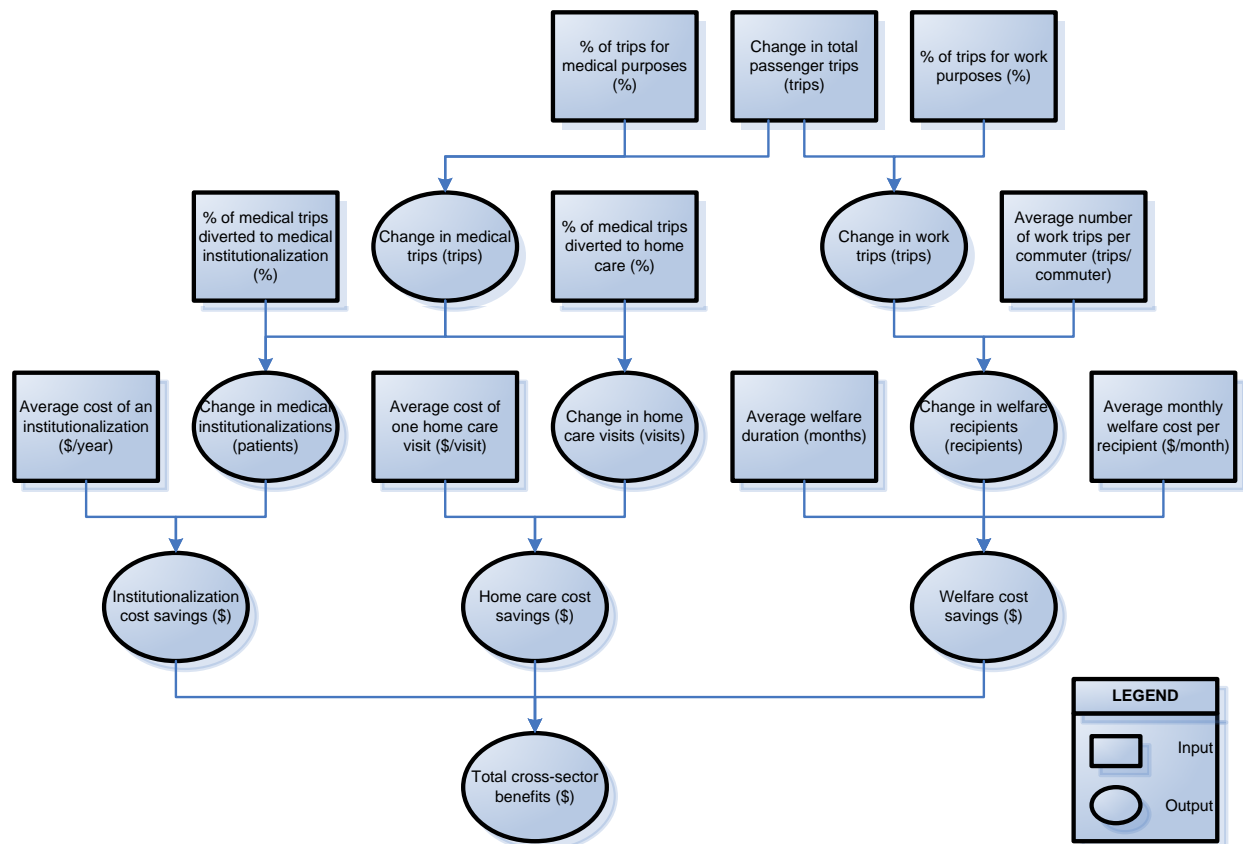 % of trips for
medical purposes
(%)
Change in total
passenger trips
(trips)
% of trips for work
purposes (%)
% of medical trips
diverted to medical
institutionalization
(%)
Change in medical
trips (trips)
% of medical trips
diverted to home
care (%)
Change in work
trips (trips)
Average number
of work trips per
commuter (trips/
commuter)
Average cost of an
institutionalization
($/year)
Change in medical
institutionalizations
(patients)
Average cost of
one home care
visit ($/visit)
Change in home
care visits (visits)
Average welfare
duration (months)
Change in welfare
recipients
(recipients)
Average monthly
welfare cost per
recipient ($/month)
Institutionalization
cost savings ($)
Home care cost
savings ($)
Welfare cost
savings ($)
Total cross-sector
benefits ($)
LEGEND
Input
Output